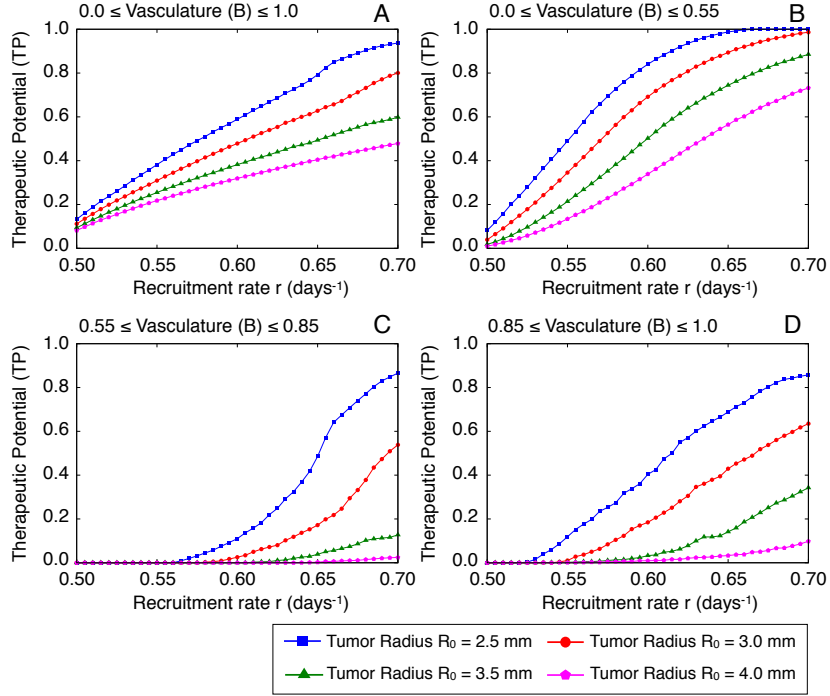 0.0 ≤ Vasculature (B) ≤ 1.0 A
0.0 ≤ Vasculature (B) ≤ 0.55 B
Therapeutic Potential (TP)
1.0
0.8
0.6
0.4
0.2
0.0
0.50 0.55 0.60 0.65 0.70
Recruitment rate r (days⁻¹)
Therapeutic Potential (TP)
1.0
0.8
0.6
0.4
0.2
0.0
0.50 0.55 0.60 0.65 0.70
Recruitment rate r (days⁻¹)
0.55 ≤ Vasculature (B) ≤ 0.85 C
0.85 ≤ Vasculature (B) ≤ 1.0 D
Therapeutic Potential (TP)
1.0
0.8
0.6
0.4
0.2
0.0
0.50 0.55 0.60 0.65 0.70
Recruitment rate r (days⁻¹)
Therapeutic Potential (TP)
1.0
0.8
0.6
0.4
0.2
0.0
0.50 0.55 0.60 0.65 0.70
Recruitment rate r (days⁻¹)
Tumor Radius R₀ = 2.5 mm Tumor Radius R₀ = 3.0 mm
Tumor Radius R₀ = 3.5 mm Tumor Radius R₀ = 4.0 mm